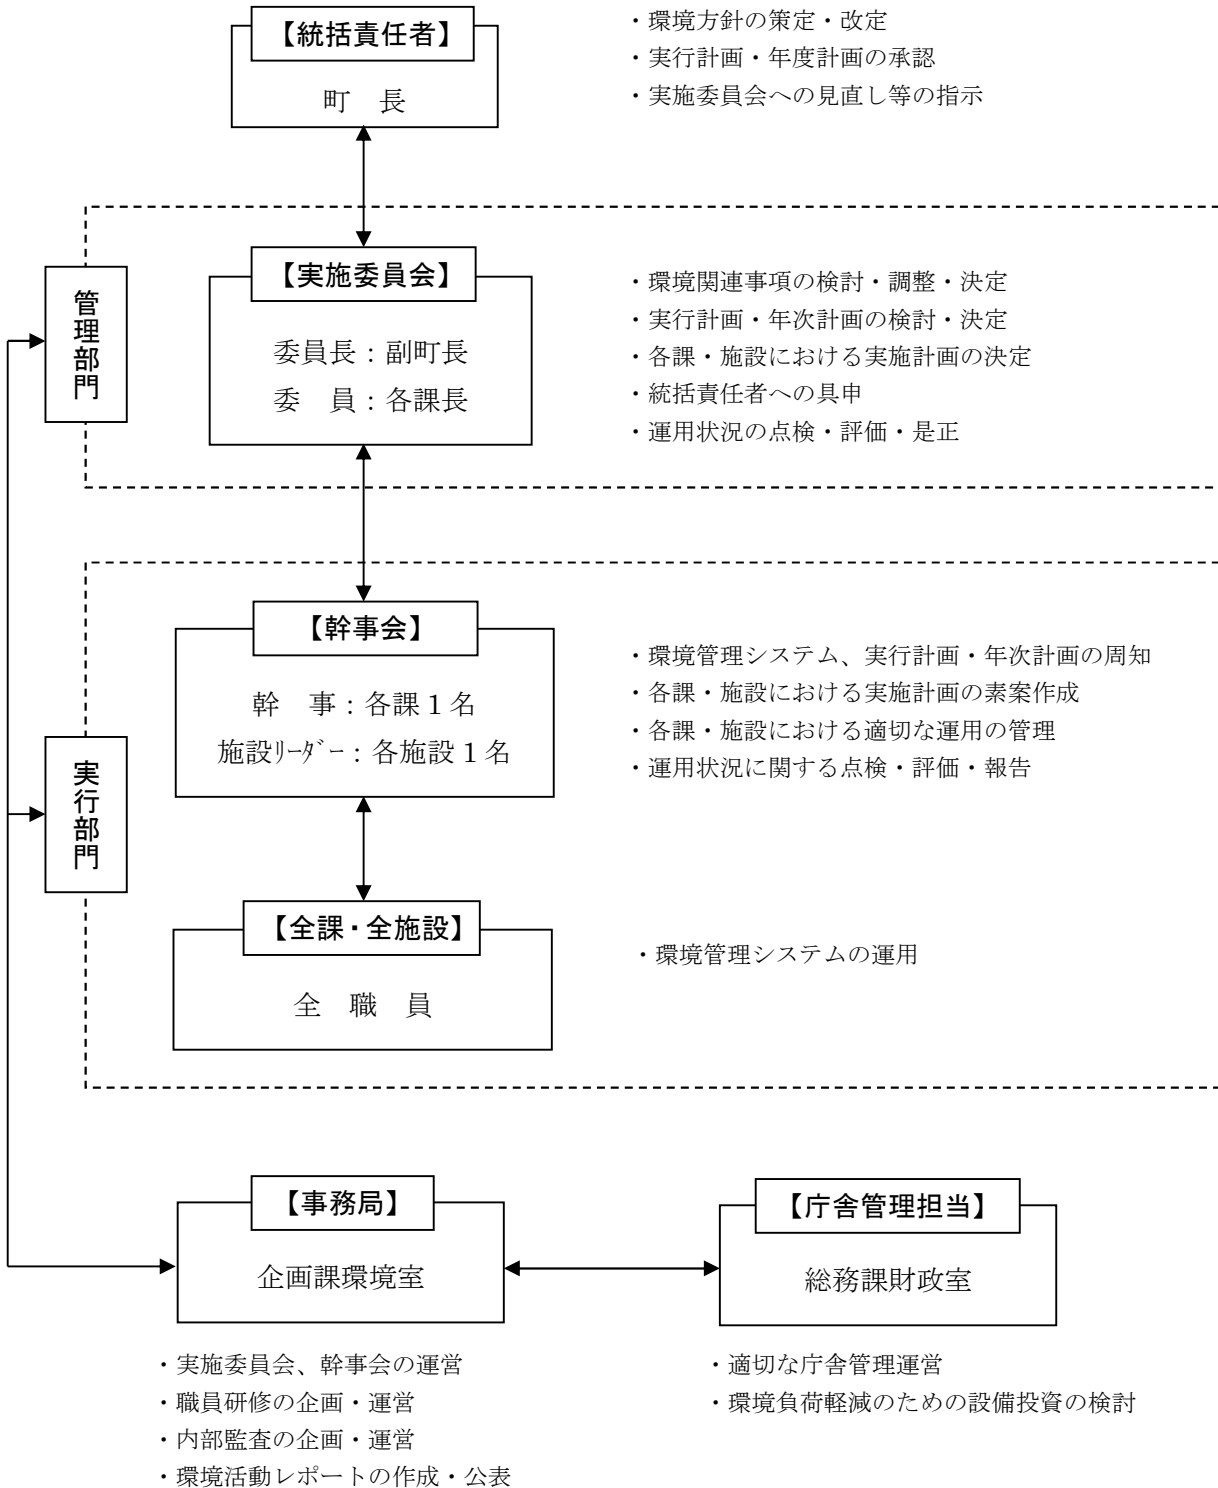 【統括責任者】
町　長
・環境方針の策定・改定
・実行計画・年度計画の承認
・実施委員会への見直し等の指示
管理部門
【実施委員会】
委員長：副町長
委　員：各課長
・環境関連事項の検討・調整・決定
・実行計画・年次計画の検討・決定
・各課・施設における実施計画の決定
・統括責任者への具申
・運用状況の点検・評価・是正
実行部門
【幹事会】
幹　事：各課１名
施設ﾘｰﾀﾞｰ：各施設１名
・環境管理システム、実行計画・年次計画の周知
・各課・施設における実施計画の素案作成
・各課・施設における適切な運用の管理
・運用状況に関する点検・評価・報告
【全課・全施設】
全　職　員
・環境管理システムの運用
【事務局】
企画課環境室
・実施委員会、幹事会の運営
・職員研修の企画・運営
・内部監査の企画・運営
・環境活動レポートの作成・公表
【庁舎管理担当】
総務課財政室
・適切な庁舎管理運営
・環境負荷軽減のための設備投資の検討